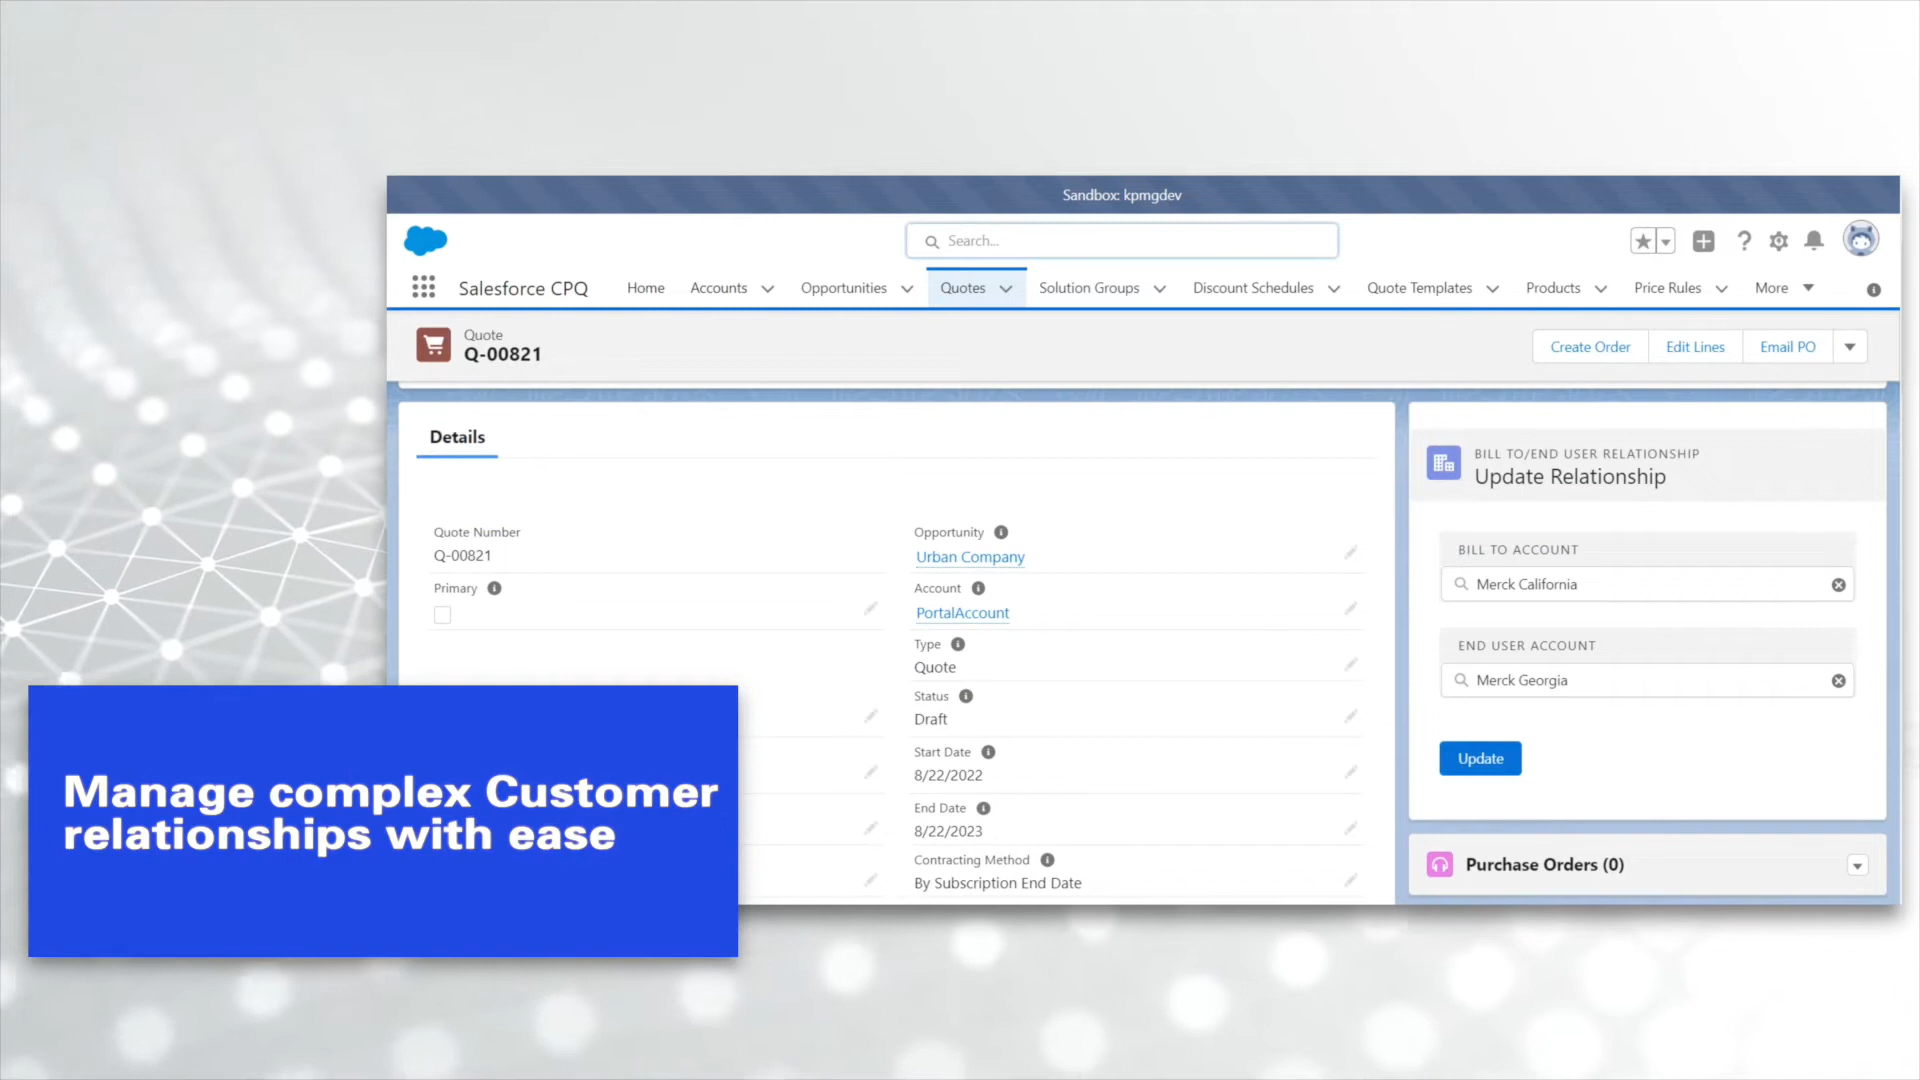 Sandbox: kpmgdev
Search...
Salesforce CPQ Home Accounts Opportunities Quotes Solution Groups Discount Schedules Quote Templates Products Price Rules More
Quote
Q-00821
Create Order Edit Lines Email PO
Details
Quote Number
Q-00821
Primary
Opportunity
Urban Company
Account
PortalAccount
Type
Quote
Status
Draft
Start Date
8/22/2022
End Date
8/22/2023
Contracting Method
By Subscription End Date
BILL TO/END USER RELATIONSHIP
Update Relationship
BILL TO ACCOUNT
Merck California
END USER ACCOUNT
Merck Georgia
Update
Purchase Orders (0)
Manage complex Customer
relationships with ease